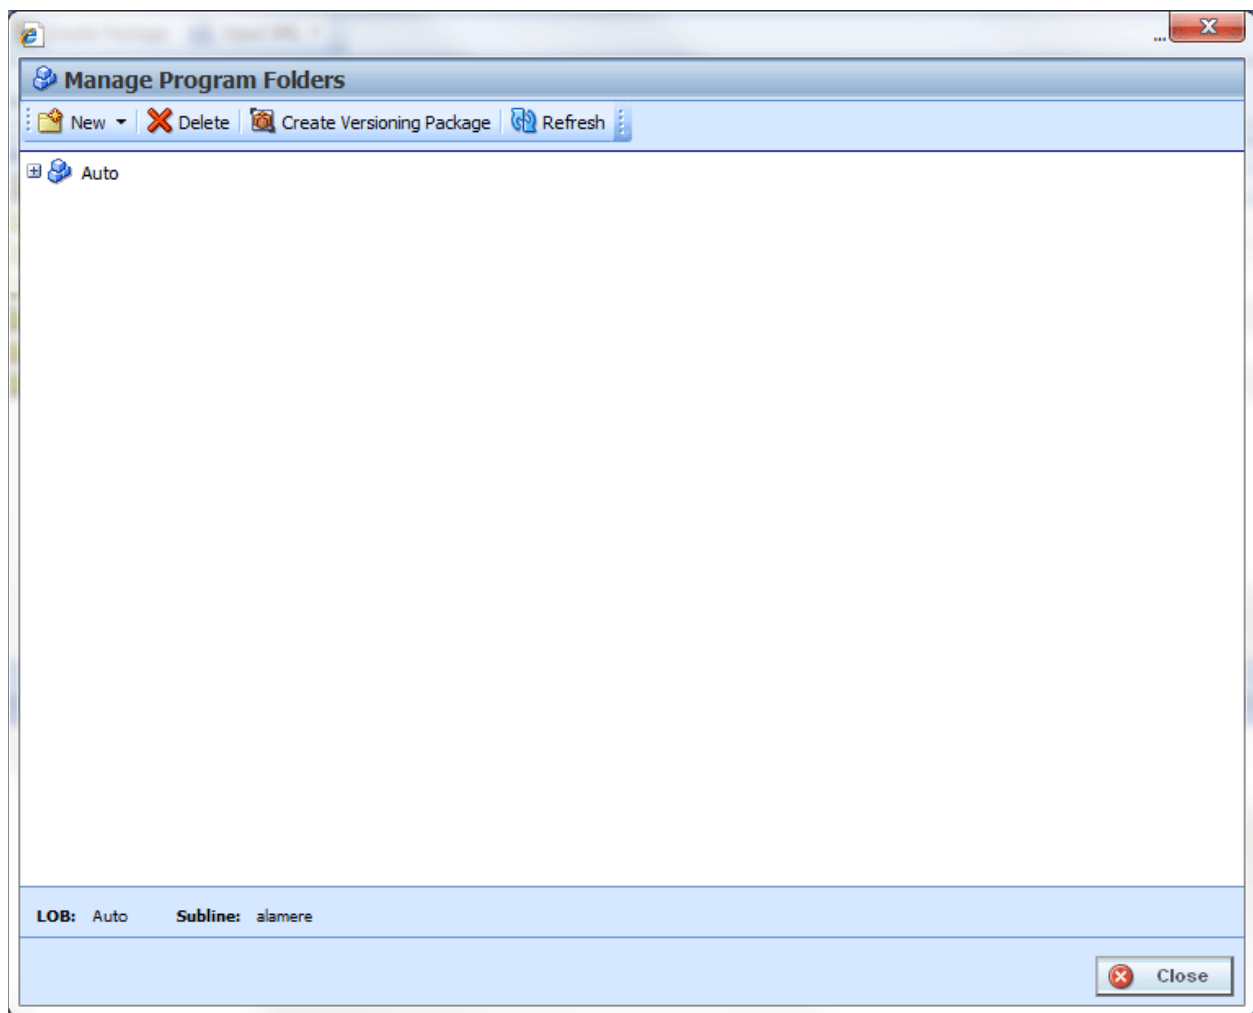 ...
Manage Program Folders
New Delete Create Versioning Package Refresh
Auto
LOB: Auto Subline: alamere
Close